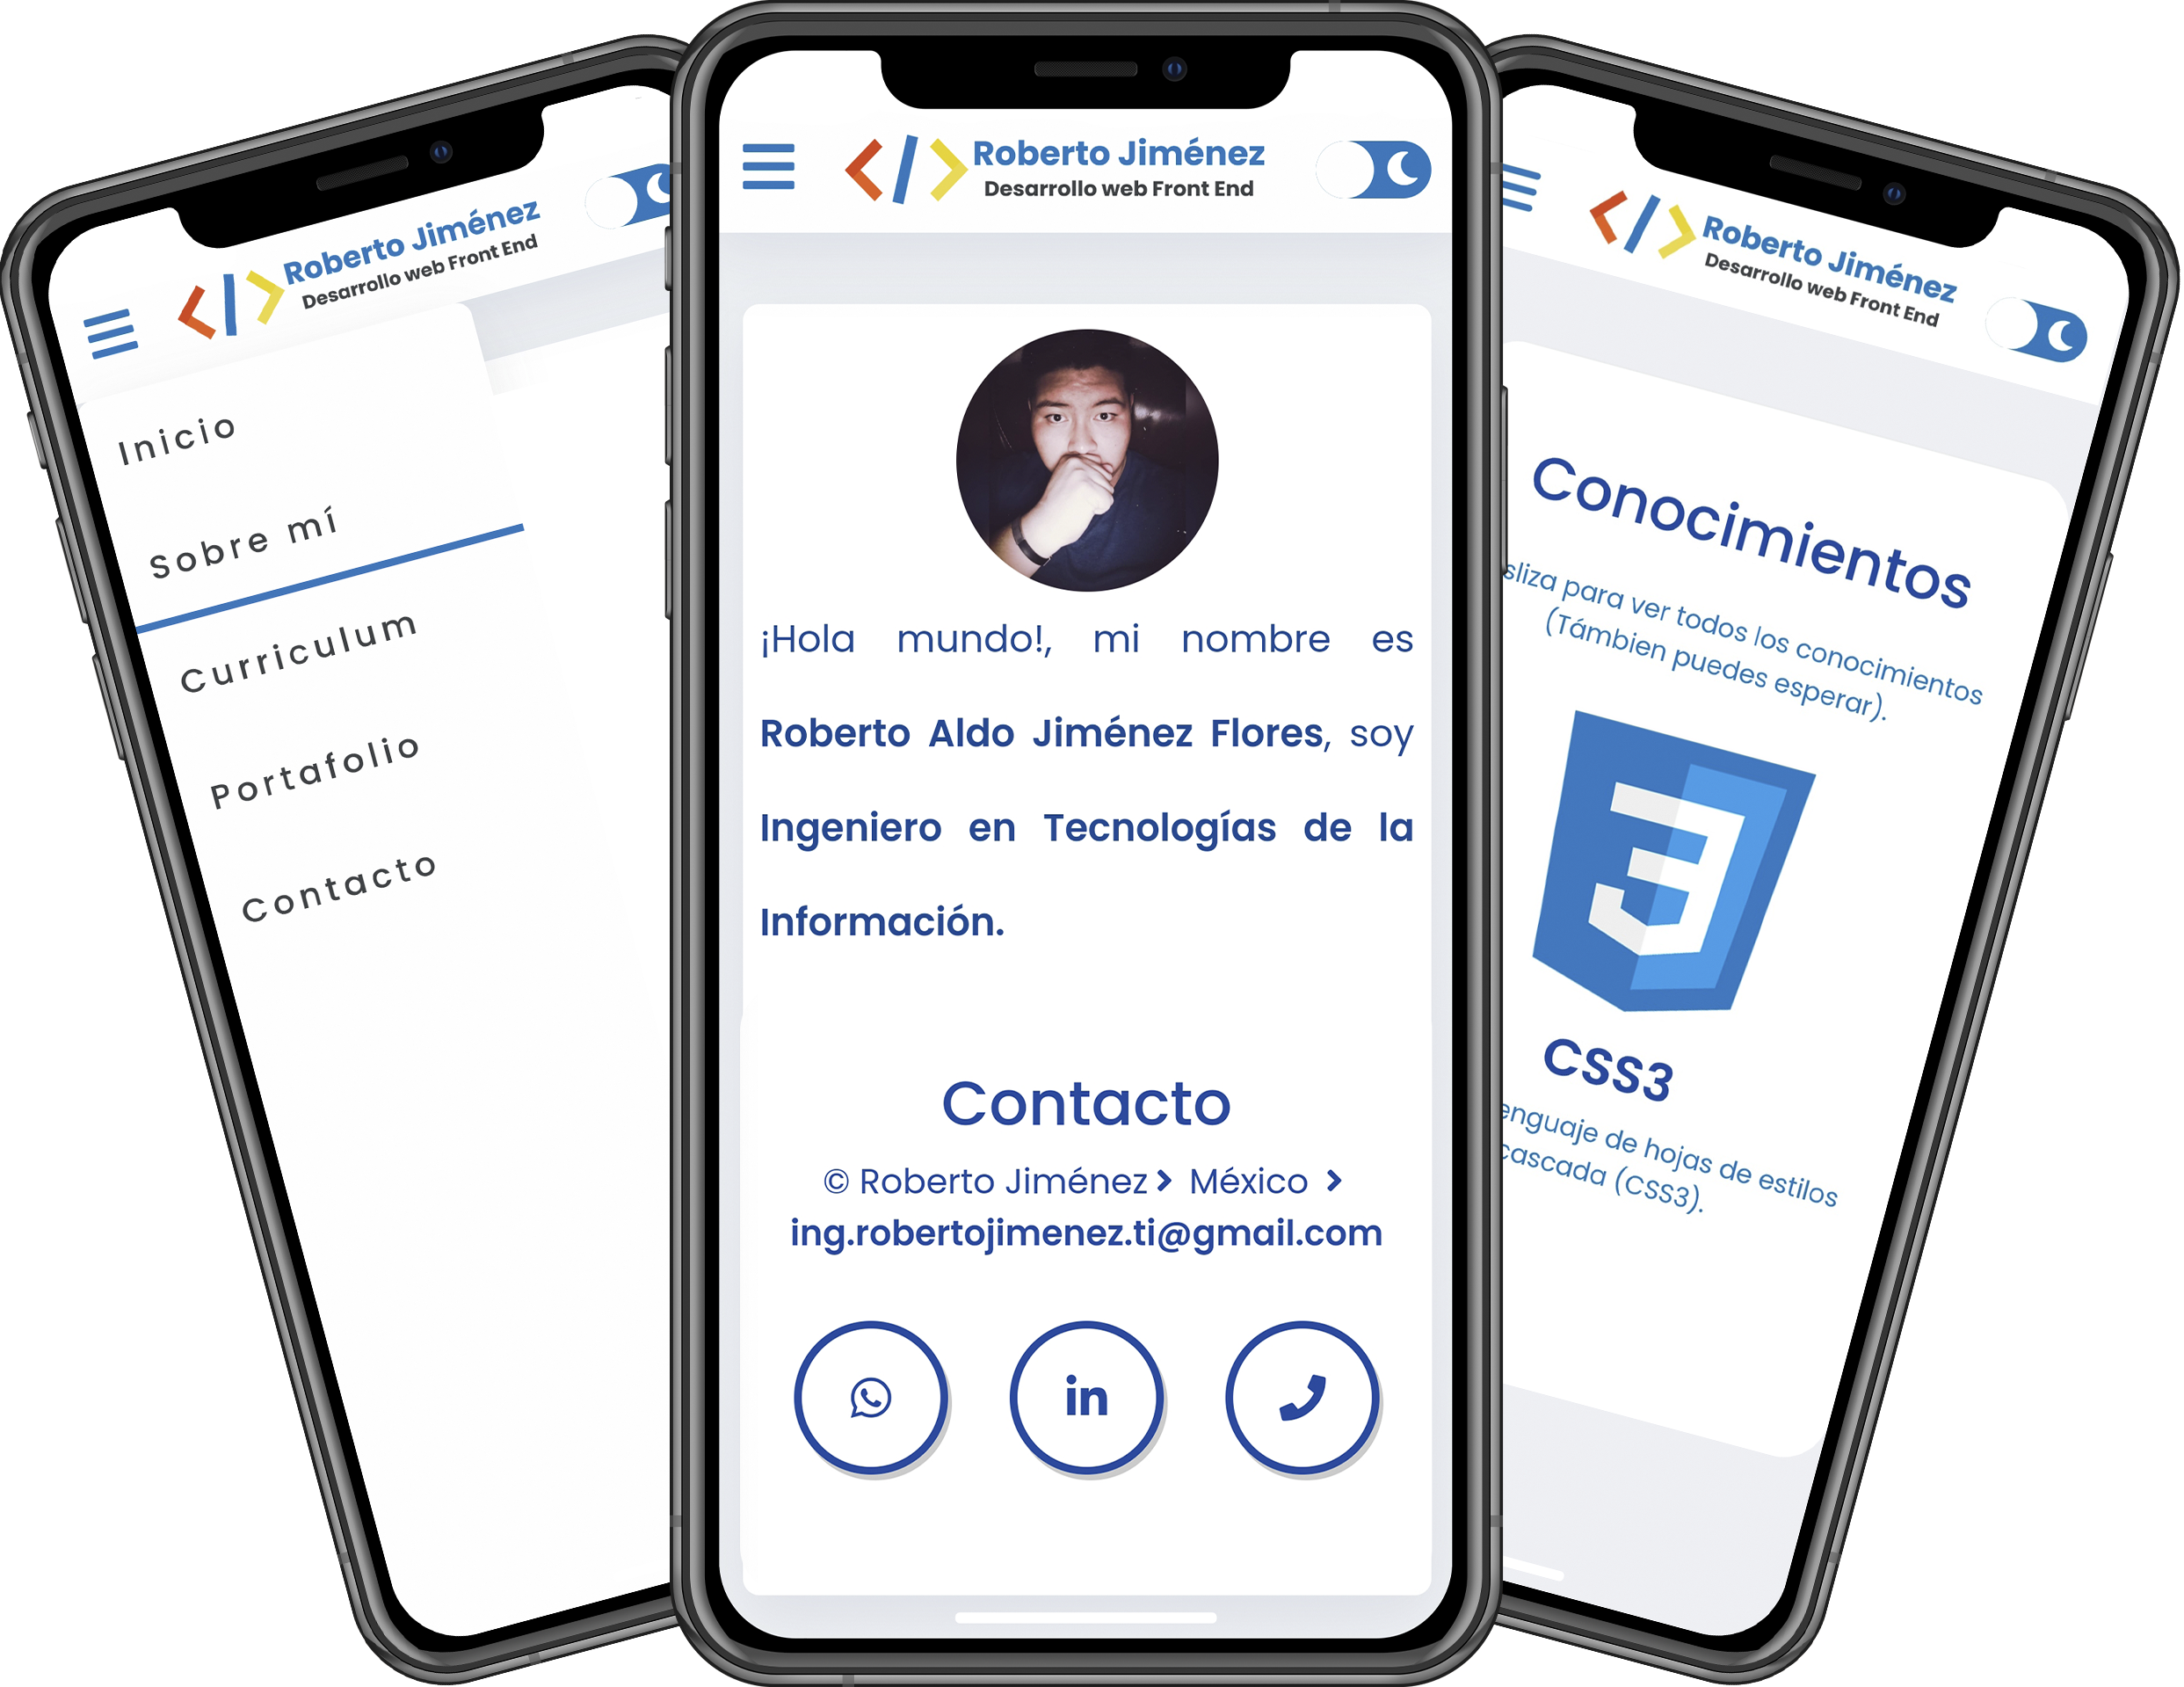 Roberto Jiménez
Desarrollo web Front End
Inicio
Sobre mí
Curriculum
Portafolio
Contacto
Roberto Jiménez
Desarrollo web Front End
¡Hola mundo!, mi nombre es
Roberto Aldo Jiménez Flores, soy
Ingeniero en Tecnologías de la
Información.
Contacto
© Roberto Jiménez > México >
ing.robertojimenez.ti@gmail.com
in
Roberto Jiménez
Desarrollo web Front End
Conocimientos
sliza para ver todos los conocimientos
(Támbien puedes esperar).
CSS3
enguaje de hojas de estilos
cascada (CSS3).